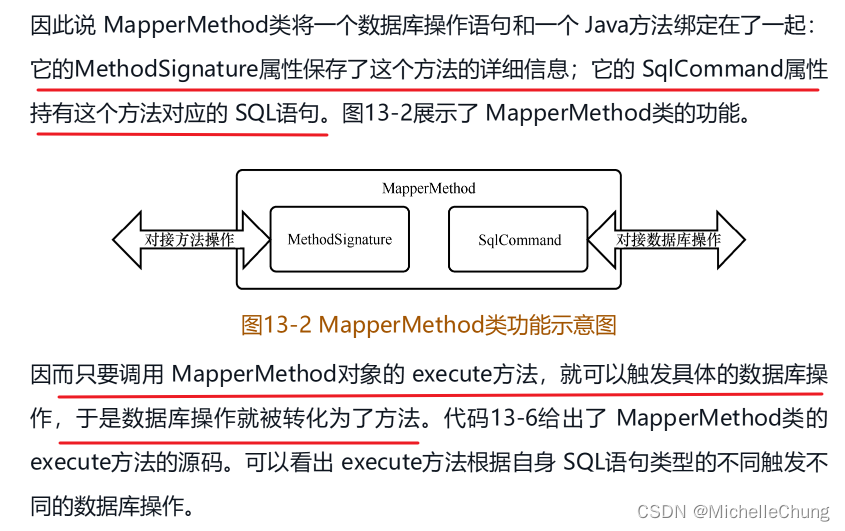 因此说 MapperMethod类将一个数据库操作语句和一个 Java方法绑定在了一起：
它的MethodSignature属性保存了这个方法的详细信息；它的 SqlCommand属性
持有这个方法对应的 SQL语句。图13-2展示了 MapperMethod类的功能。
MapperMethod
对接方法操作 MethodSignature SqlCommand 对接数据库操作
图13-2 MapperMethod类功能示意图
因而只要调用 MapperMethod对象的 execute方法，就可以触发具体的数据库操
作，于是数据库操作就被转化为了方法。代码13-6给出了 MapperMethod类的
execute方法的源码。可以看出 execute方法根据自身 SQL语句类型的不同触发不
同的数据库操作。
CSDN @MichelleChung